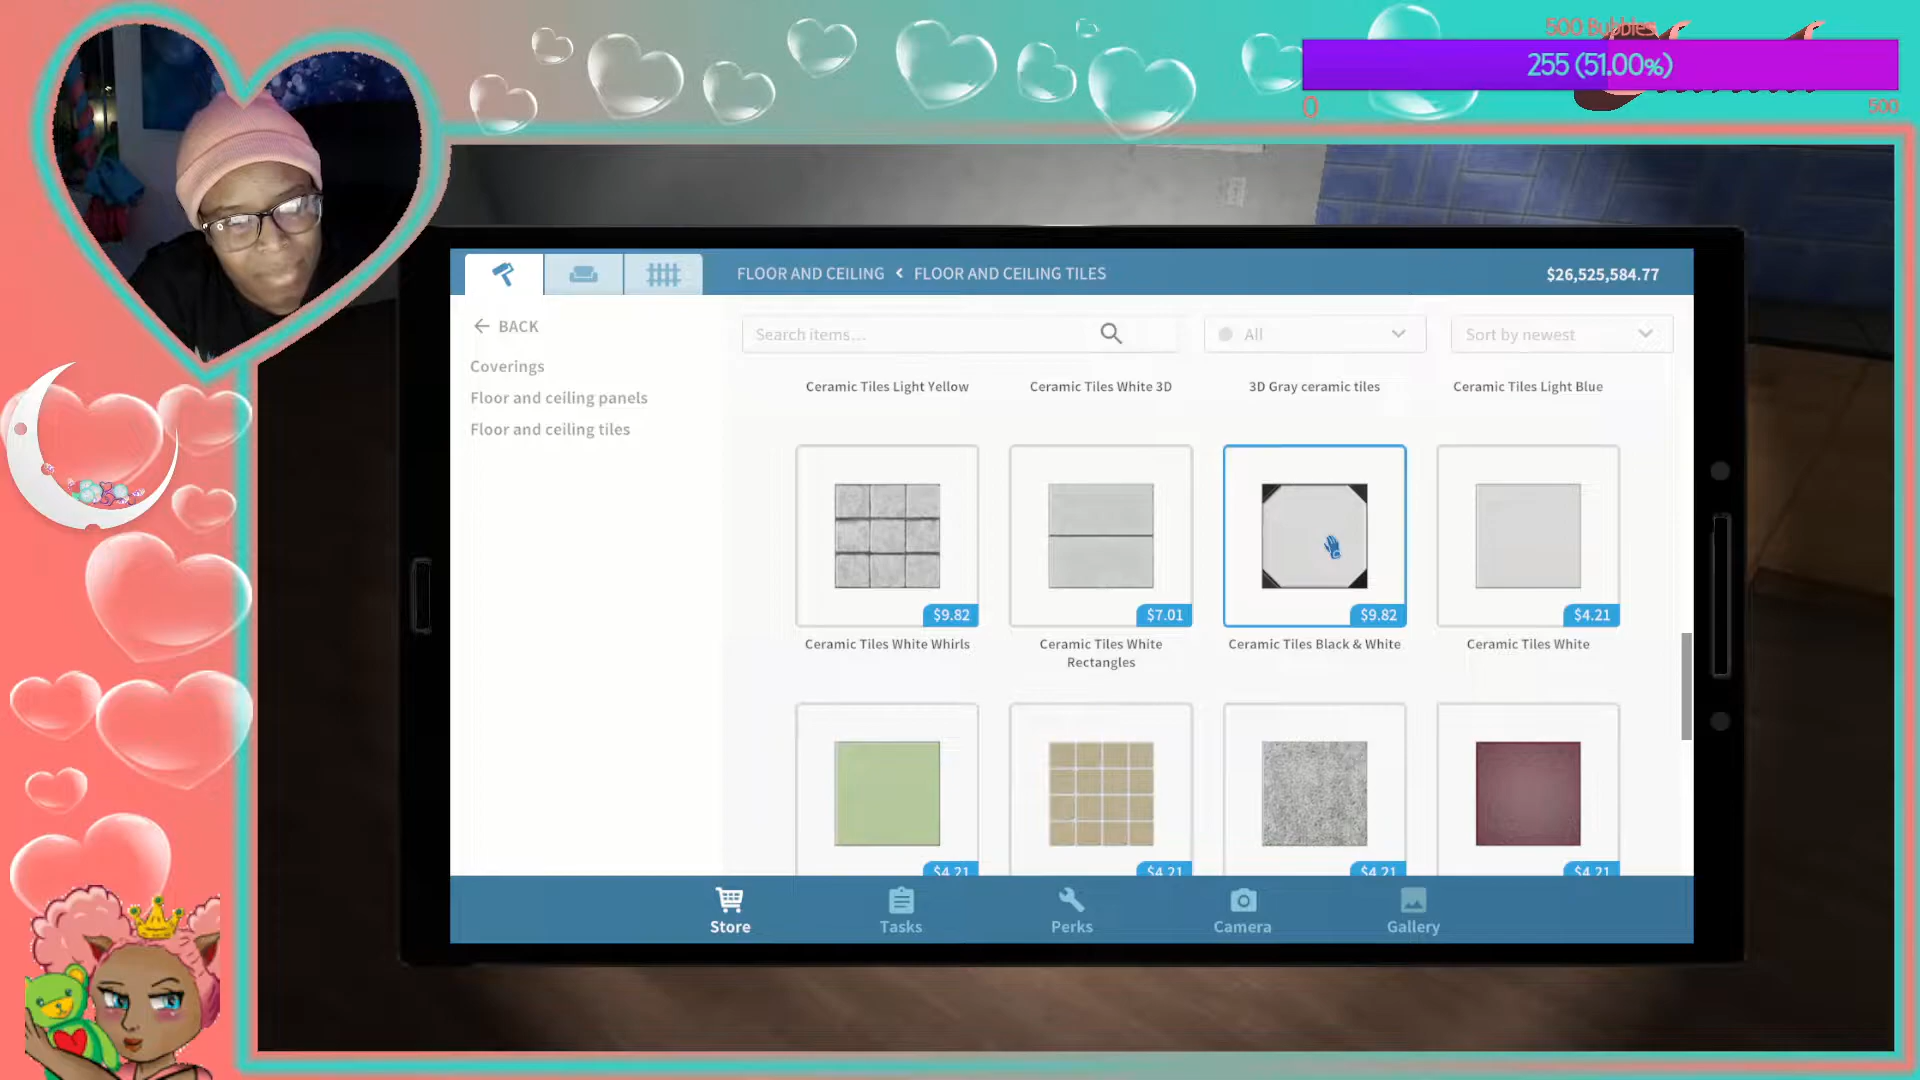 500 Bubbles
255 (51.00%)
0
500
FLOOR AND CEILING < FLOOR AND CEILING TILES
$26,525,584.77
BACK
Coverings
Floor and ceiling panels
Floor and ceiling tiles
Search items...
All
Sort by newest
Ceramic Tiles Light Yellow
Ceramic Tiles White 3D
3D Gray ceramic tiles
Ceramic Tiles Light Blue
$9.82
$7.01
$9.82
$4.21
Ceramic Tiles White Whirls
Ceramic Tiles White
Rectangles
Ceramic Tiles Black & White
Ceramic Tiles White
$4.21
$4.21
$4.21
$4.21
Store
Tasks
Perks
Camera
Gallery